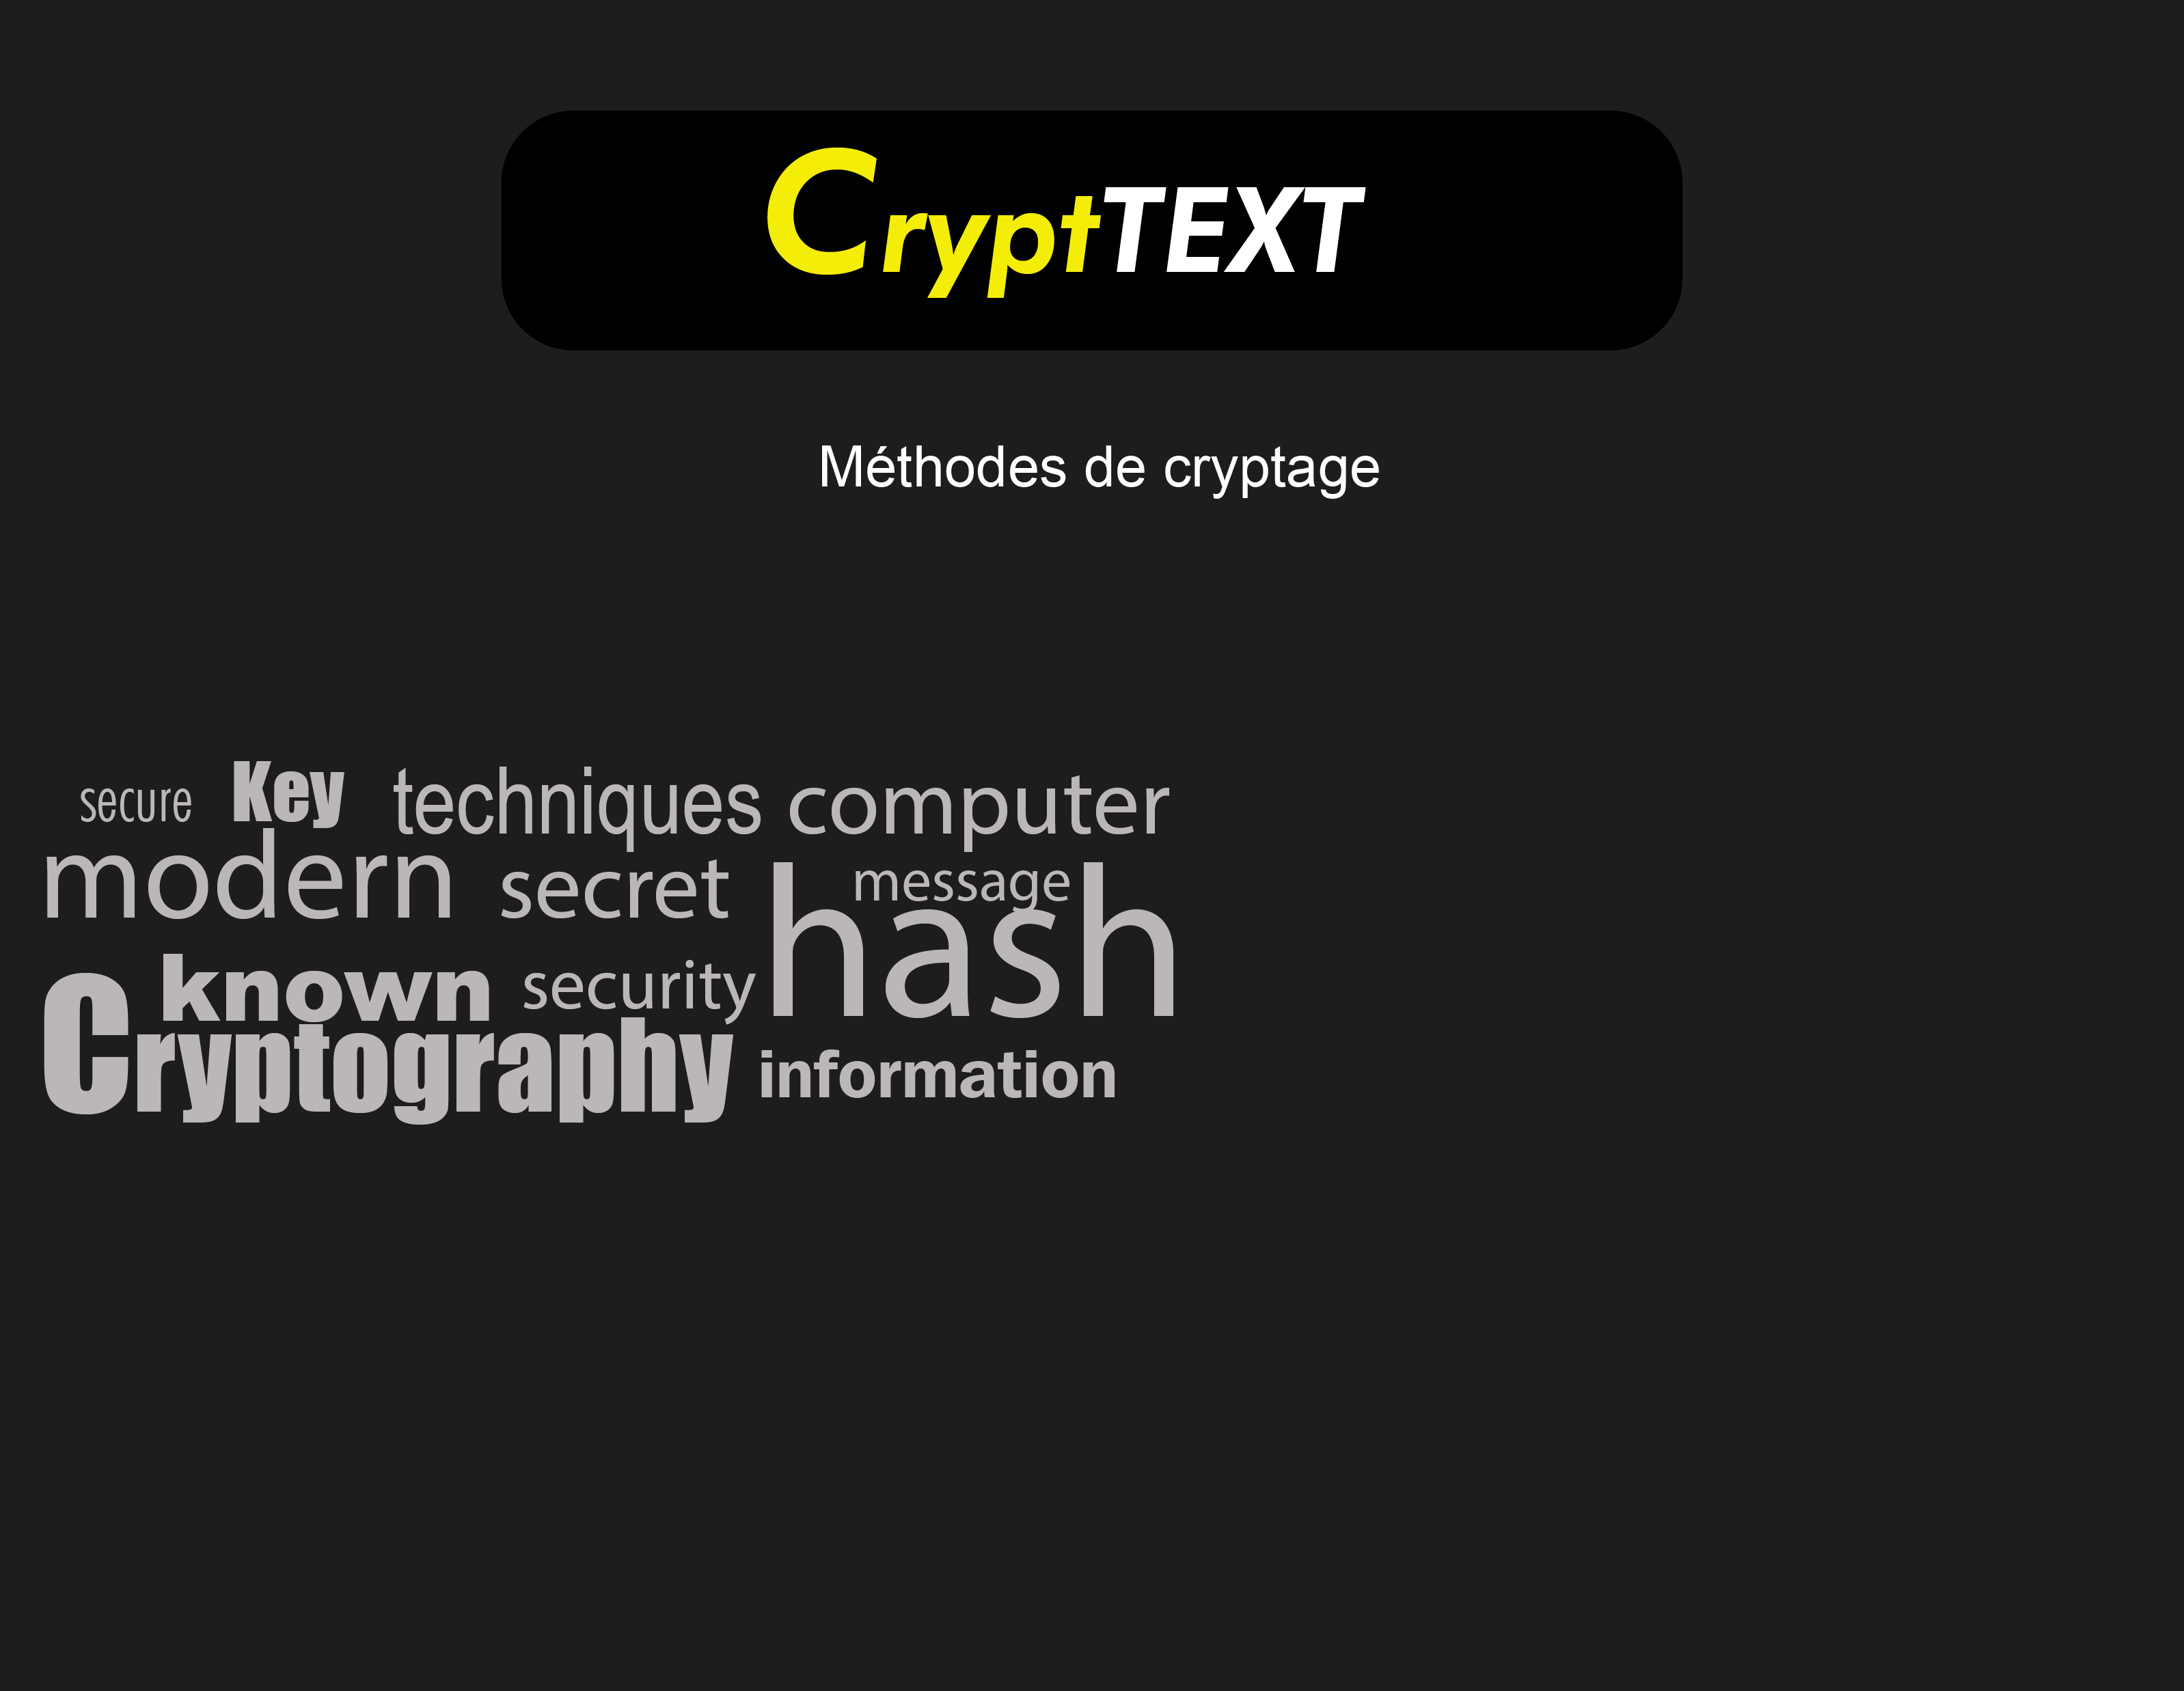 CryptTEXT
Méthodes de cryptage
secure Key techniques computer
modern secret message
hash
known security
Cryptography information